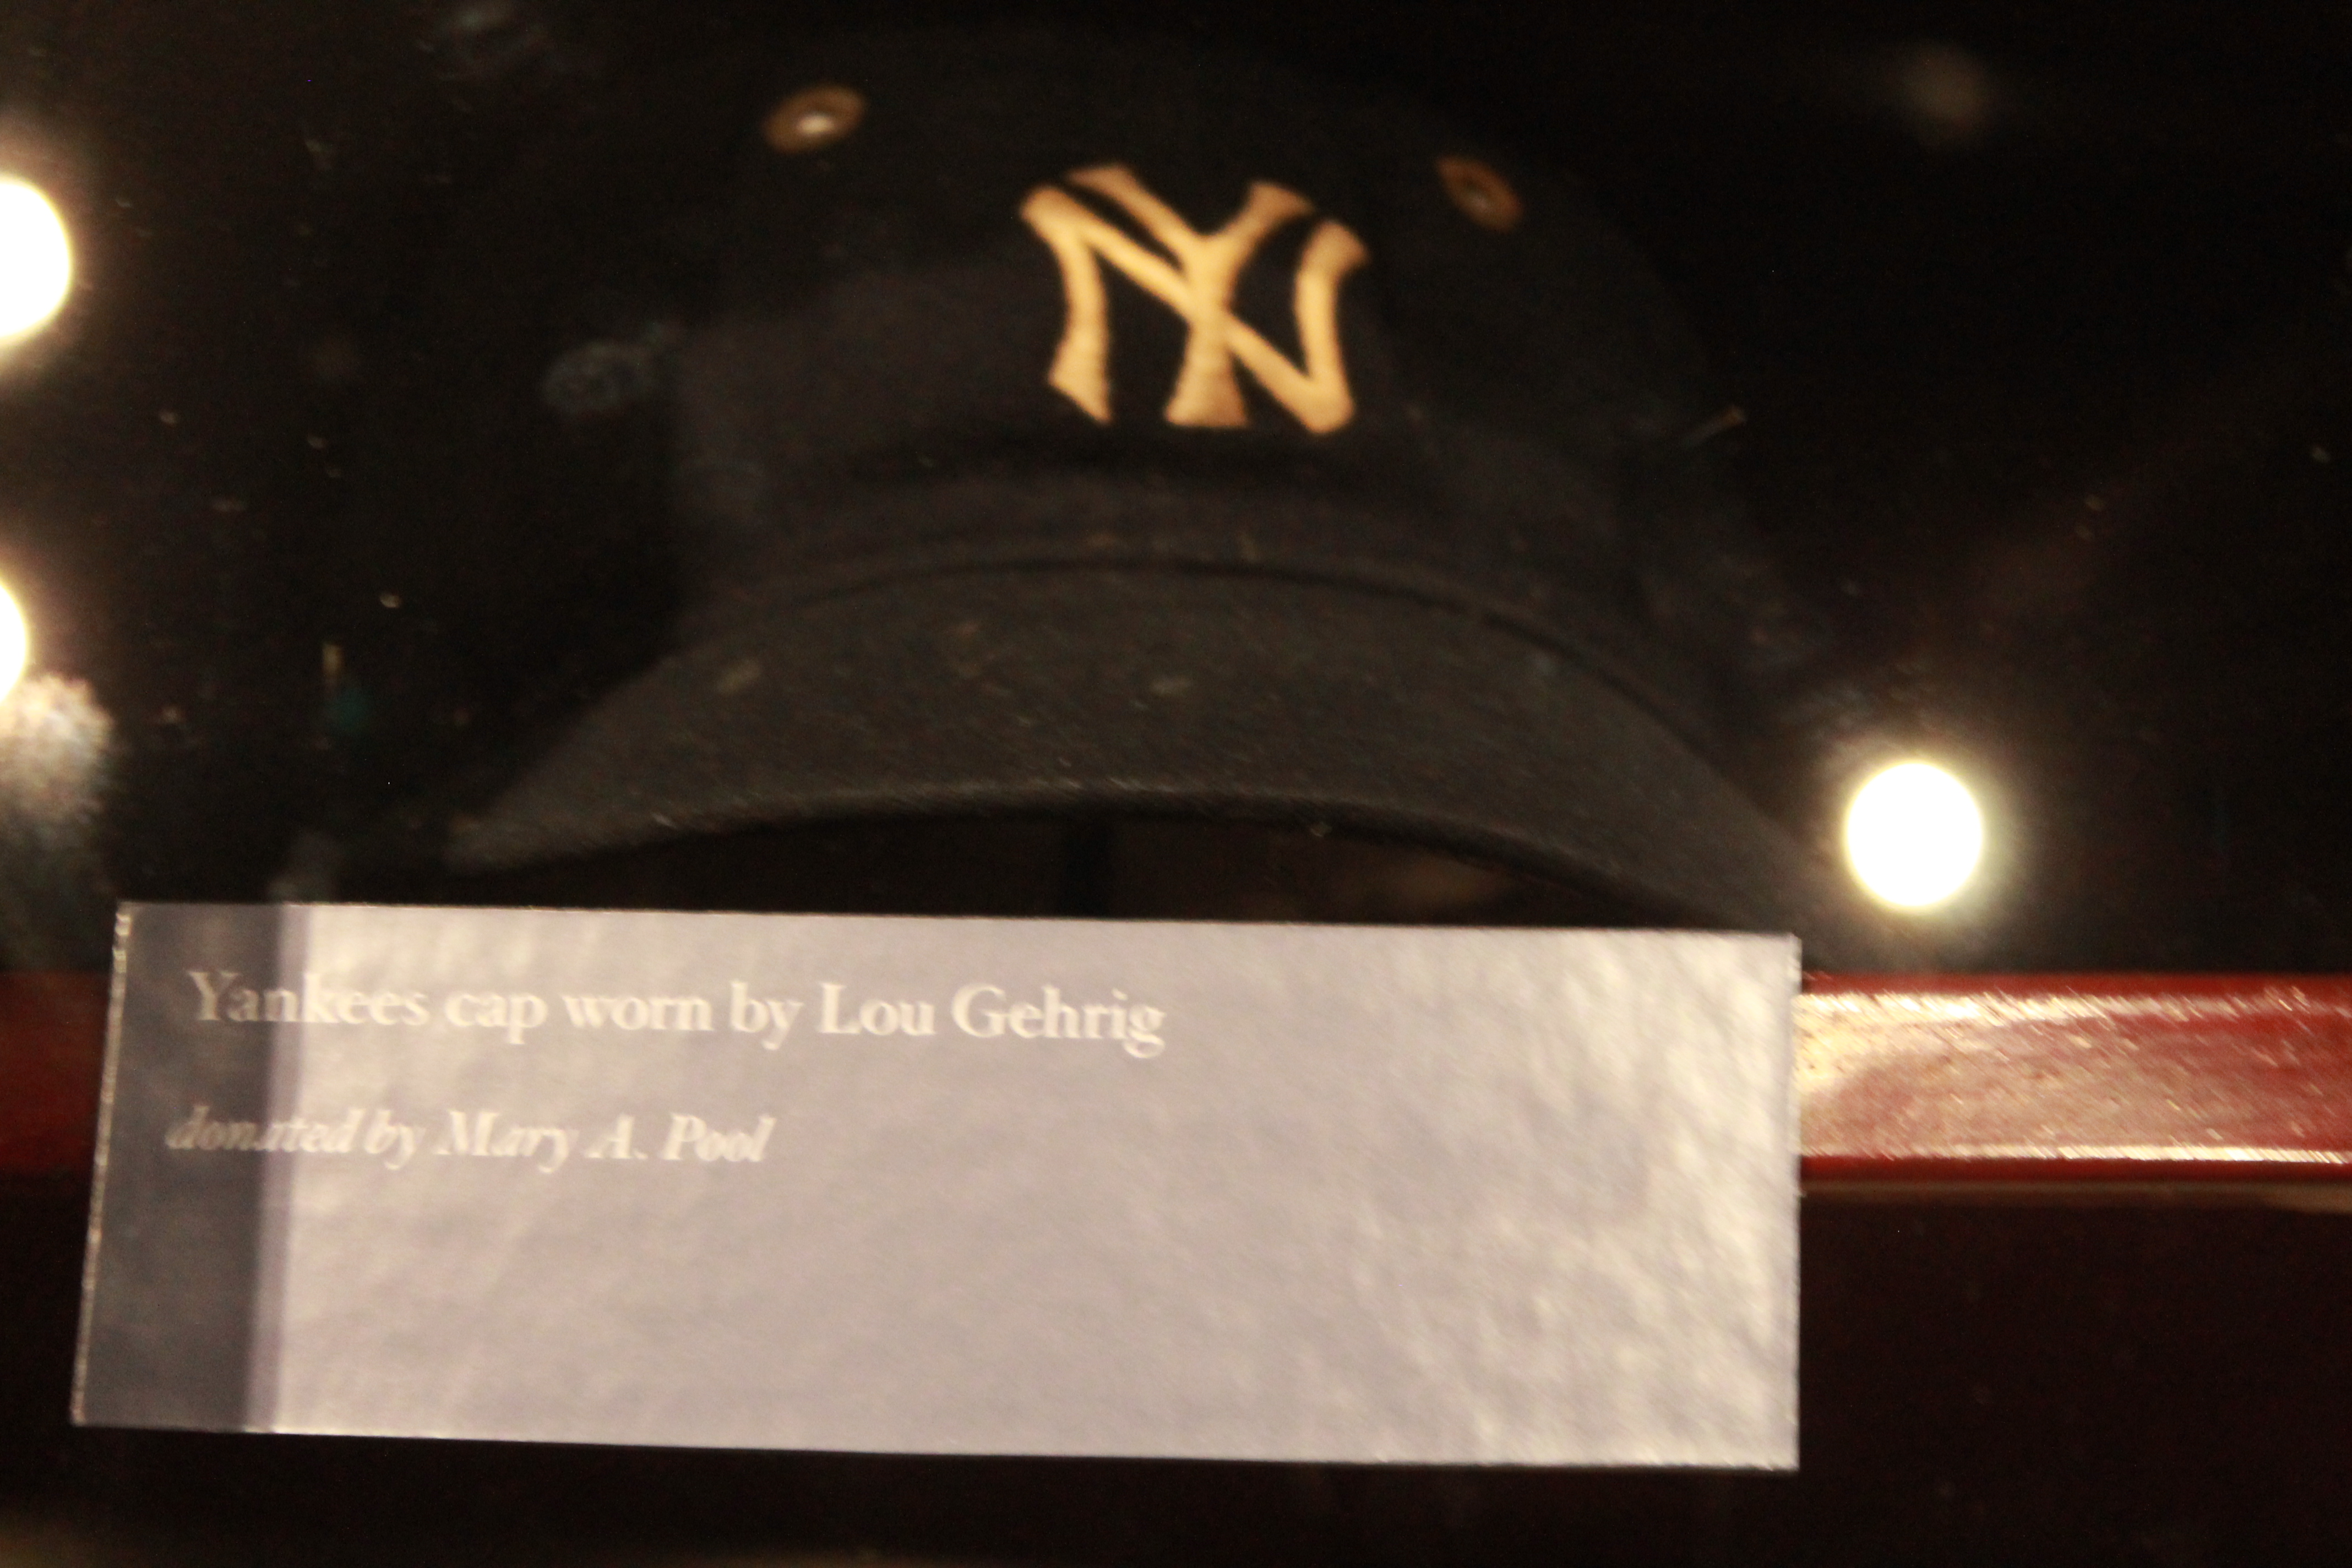 NY
Yankees cap worn by Lou Gehrig
donated by Mary A. Pool